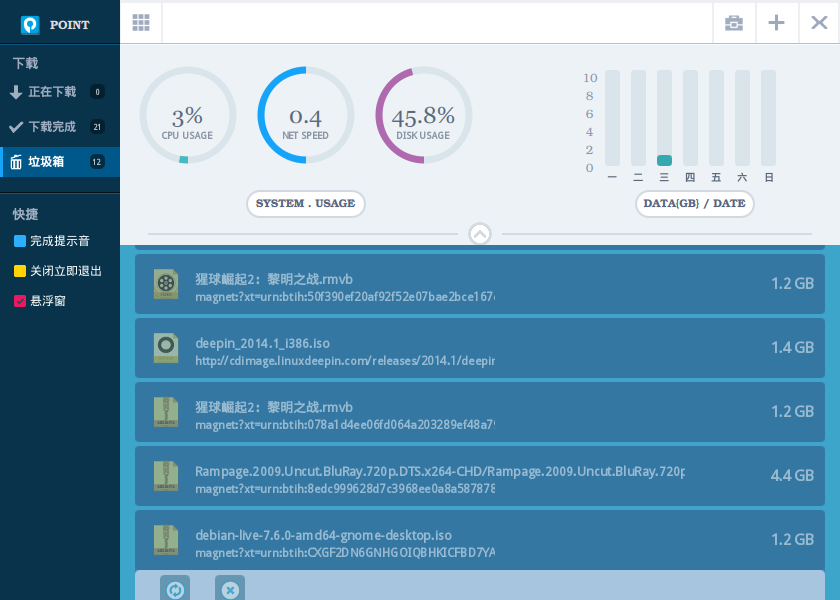 POINT
下载
正在下载 0
下载完成 21
垃圾箱 12
快捷
完成提示音
关闭立即退出
悬浮窗
3%
CPU USAGE
0.4
NET SPEED
45.8%
DISK USAGE
SYSTEM . USAGE
10
8
6
4
2
0
一 二 三 四 五 六 日
DATA(GB) / DATE
猩球崛起2：黎明之战.rmvb
magnet:?xt=urn:btih:50f390ef20af92f52e07bae2bce167
1.2 GB
deepin_2014.1_i386.iso
http://cdimage.linuxdeepin.com/releases/2014.1/deepin
1.4 GB
猩球崛起2：黎明之战.rmvb
magnet:?xt=urn:btih:078a1d4ee06fd064a203289ef48a7
1.2 GB
Rampage.2009.Uncut.BluRay.720p.DTS.x264-CHD/Rampage.2009.Uncut.BluRay.720p
magnet:?xt=urn:btih:8edc999628d7c3968ee0a8a587878
4.4 GB
debian-live-7.6.0-amd64-gnome-desktop.iso
magnet:?xt=urn:btih:CXGF2DN6GNHGOIQBHKICFBD7YA
1.2 GB